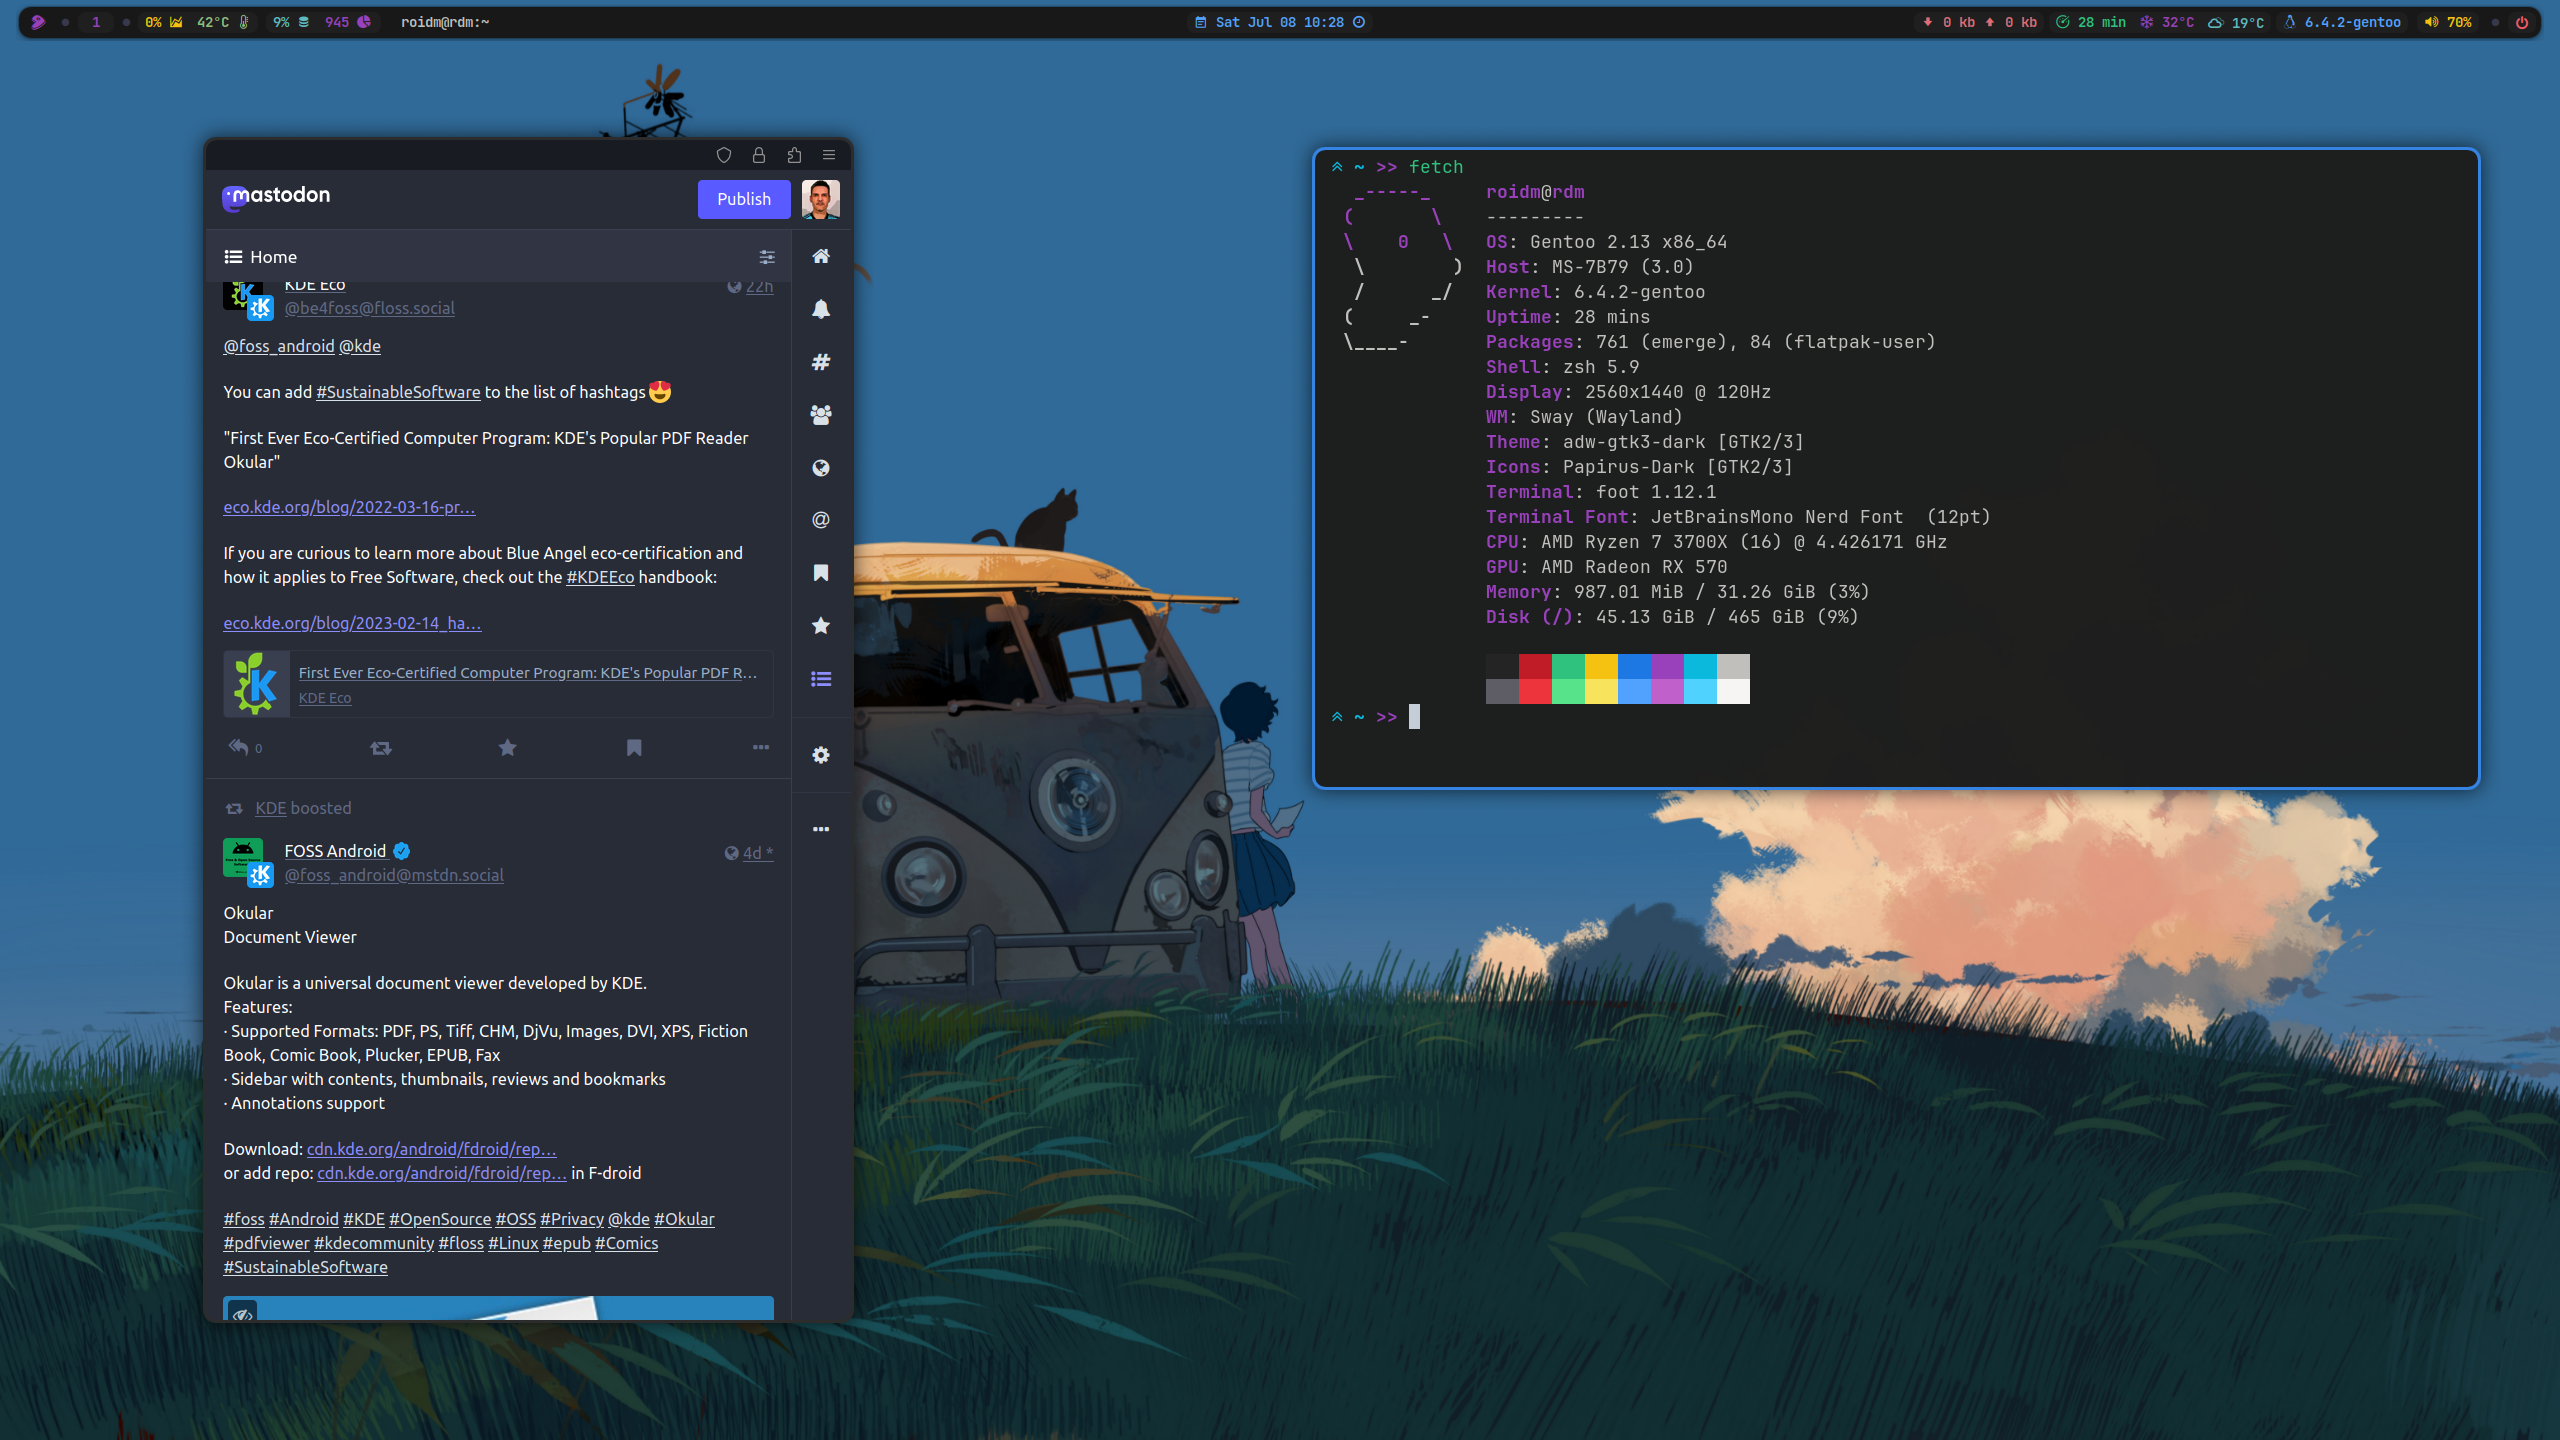 1 0% 42°C 9% 945 roidm@rdm:~ Sat Jul 08 10:28 0 kb 0 kb 28 min 32°C 19°C 6.4.2-gentoo 70%
mastodon
Publish
Home
KDE Eco 22h
@be4foss@floss.social
@foss_android @kde
You can add #SustainableSoftware to the list of hashtags😍
"First Ever Eco-Certified Computer Program: KDE's Popular PDF Reader
Okular"
eco.kde.org/blog/2022-03-16-pr…
If you are curious to learn more about Blue Angel eco-certification and
how it applies to Free Software, check out the #KDEEco handbook:
eco.kde.org/blog/2023-02-14_ha…
First Ever Eco-Certified Computer Program: KDE's Popular PDF R…
KDE Eco
0
KDE boosted
FOSS Android 4d *
@foss_android@mstdn.social
Okular
Document Viewer
Okular is a universal document viewer developed by KDE.
Features:
· Supported Formats: PDF, PS, Tiff, CHM, DjVu, Images, DVI, XPS, Fiction
Book, Comic Book, Plucker, EPUB, Fax
· Sidebar with contents, thumbnails, reviews and bookmarks
· Annotations support
Download: cdn.kde.org/android/fdroid/rep…
or add repo: cdn.kde.org/android/fdroid/rep… in F-droid
#foss #Android #KDE #OpenSource #OSS #Privacy @kde #Okular
#pdfviewer #kdecommunity #floss #Linux #epub #Comics
#SustainableSoftware
~ >> fetch
_-----_ roidm@rdm
( \ ---------
\ 0 \ OS: Gentoo 2.13 x86_64
\ ) Host: MS-7B79 (3.0)
/ _/ Kernel: 6.4.2-gentoo
( _- Uptime: 28 mins
\____- Packages: 761 (emerge), 84 (flatpak-user)
Shell: zsh 5.9
Display: 2560x1440 @ 120Hz
WM: Sway (Wayland)
Theme: adw-gtk3-dark [GTK2/3]
Icons: Papirus-Dark [GTK2/3]
Terminal: foot 1.12.1
Terminal Font: JetBrainsMono Nerd Font (12pt)
CPU: AMD Ryzen 7 3700X (16) @ 4.426171 GHz
GPU: AMD Radeon RX 570
Memory: 987.01 MiB / 31.26 GiB (3%)
Disk (/): 45.13 GiB / 465 GiB (9%)
~ >>